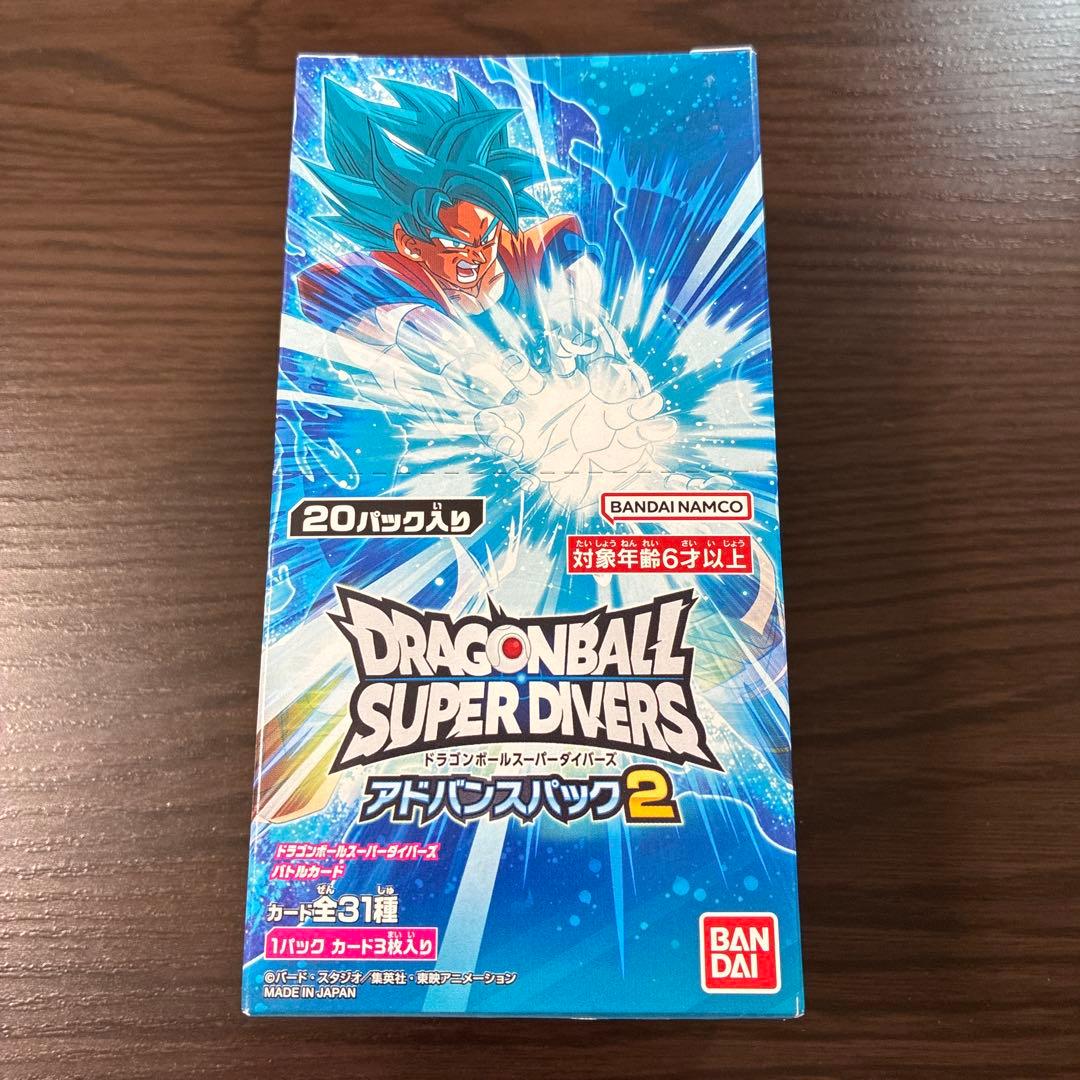 20パック入り
い
BANDAI NAMCO
たいしょうねんれい さい いじょう
対象年齢6才以上
DRAGONBALL
SUPER DIVERS
ドラゴンボールスーパーダイバーズ
アドバンスパック2
ドラゴンボールスーパーダイバーズ
バトルカード
ぜん しゅ
カード全31種
まい い
1パック カード3枚入り
©バード・スタジオ/集英社・東映アニメーション
MADE IN JAPAN
BAN
DAI